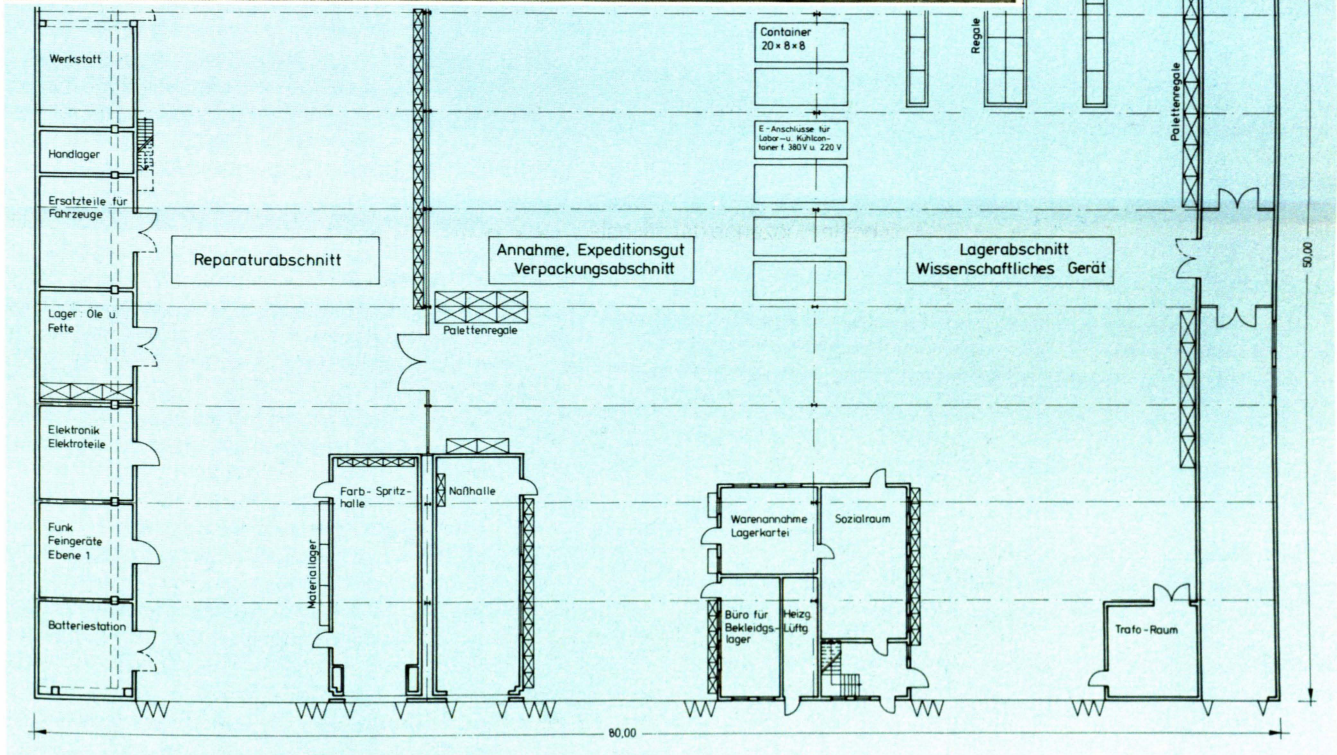 Werkstatt
Handlager
Ersatzteile für
Fahrzeuge
Lager: Öle u.
Fette
Elektronik
Elektroteile
Funk
Feingeräte
Ebene 1
Batteriestation
Reparaturabschnitt
Materiallager
Farb-Spritz-
halle
Naßhalle
Palettenregale
Annahme, Expeditionsgut
Verpackungsabschnitt
Container
20 × 8 × 8
E-Anschlüsse für
Labor-u. Kühlcon-
tainer f. 380 V u. 220 V
Regale
Palettenregale
Lagerabschnitt
Wissenschaftliches Gerät
Warenannahme
Lagerkartei
Sozialraum
Büro für
Bekleidgs-
lager
Heizg.
Lüftg.
Trafo-Raum
50,00
80,00